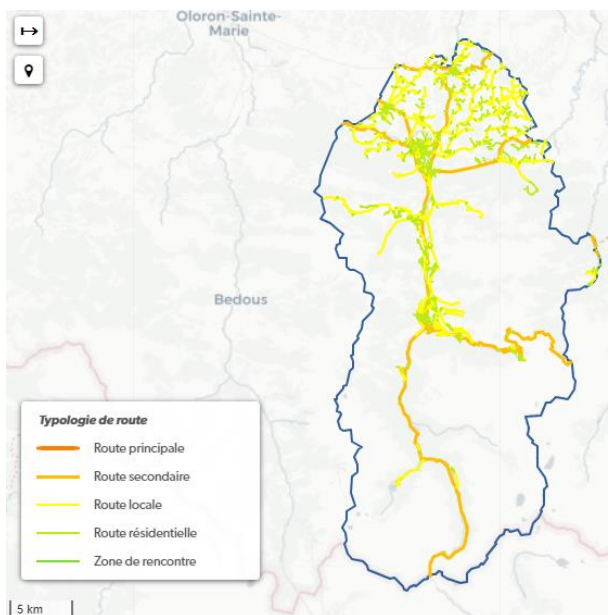 Oloron-Sainte-
Marie
Bedous
Typologie de route
Route principale
Route secondaire
Route locale
Route résidentielle
Zone de rencontre
5 km